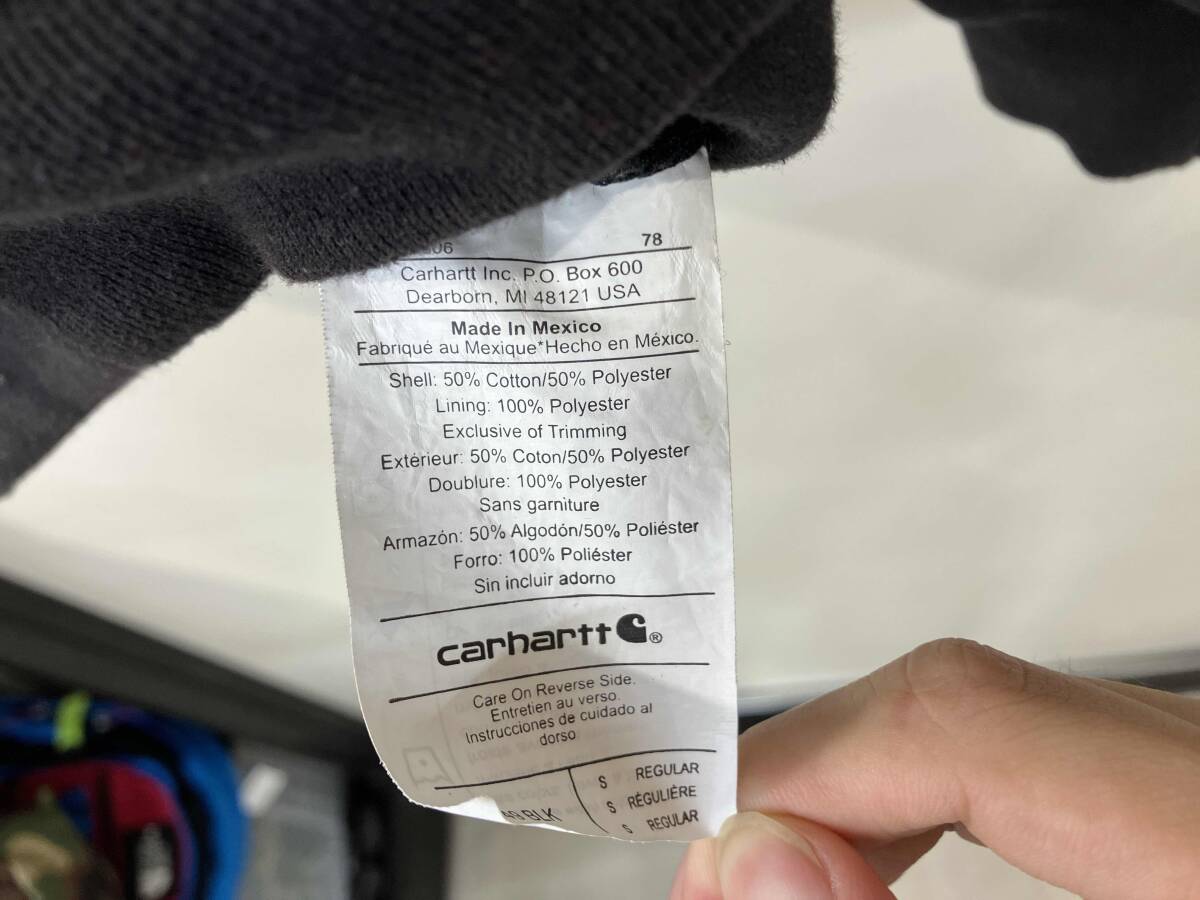 06 78
Carhartt Inc. P.O. Box 600
Dearborn, MI 48121 USA
Made In Mexico
Fabriqué au Mexique*Hecho en México.
Shell: 50% Cotton/50% Polyester
Lining: 100% Polyester
Exclusive of Trimming
Extérieur: 50% Coton/50% Polyester
Doublure: 100% Polyester
Sans garniture
Armazón: 50% Algodón/50% Poliéster
Forro: 100% Poliéster
Sin incluir adorno
carhartt ®
Care On Reverse Side.
Entretien au verso.
Instrucciones de cuidado al
dorso
BLK
S REGULAR
S RÉGULIÈRE
S REGULAR